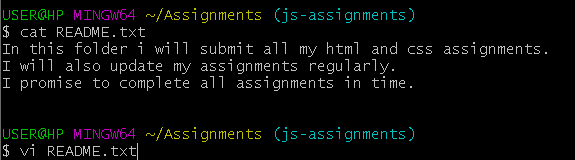 USER@HP MINGW64 ~/Assignments (js-assignments)
$ cat README.txt
In this folder i will submit all my html and css assignments.
I will also update my assignments regularly.
I promise to complete all assignments in time.
USER@HP MINGW64 ~/Assignments (js-assignments)
$ vi README.txt